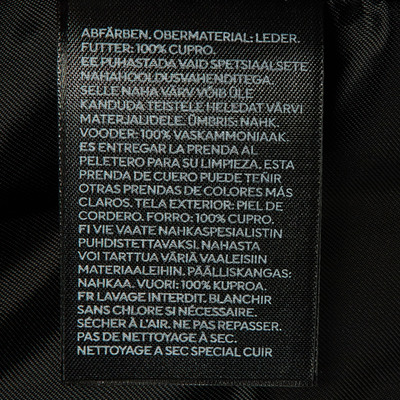 ABFÄRBEN. OBERMATERIAL: LEDER.
FUTTER: 100% CUPRO.
EE PUHASTADA VAID SPETSIAALSETE
NAHAHOOLDUSVAHENDITEGA.
SELLE NAHA VÄRV VÕIB ÜLE
KANDUDA TEISTELE HELEDAT VÄRVI
MATERJALIDELE. ÜMBRIS: NAHK.
VOODER: 100% VASKAMMONIAAK.
ES ENTREGAR LA PRENDA AL
PELETERO PARA SU LIMPIEZA. ESTA
PRENDA DE CUERO PUEDE TEÑIR
OTRAS PRENDAS DE COLORES MÁS
CLAROS. TELA EXTERIOR: PIEL DE
CORDERO. FORRO: 100% CUPRO.
FI VIE VAATE NAHKASPESIALISTIN
PUHDISTETTAVAKSI. NAHASTA
VOI TARTTUA VÄRIÄ VAALEISIIN
MATERIAALEIHIN. PÄÄLLISKANGAS:
NAHKAA. VUORI: 100% KUPROA.
FR LAVAGE INTERDIT. BLANCHIR
SANS CHLORE SI NÉCESSAIRE.
SÉCHER À L'AIR. NE PAS REPASSER.
PAS DE NETTOYAGE À SEC.
NETTOYAGE A SEC SPECIAL CUIR